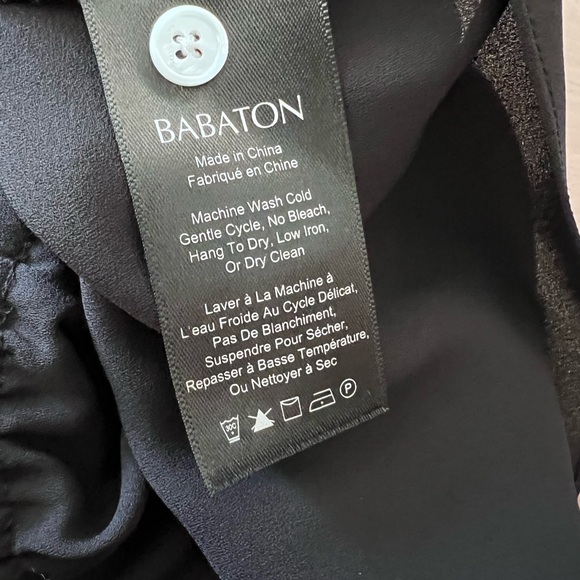 BABATON
Made in China
Fabriqué en Chine
Machine Wash Cold
Gentle Cycle, No Bleach,
Hang To Dry, Low Iron,
Or Dry Clean
Laver à La Machine à
L'eau Froide Au Cycle Délicat,
Pas De Blanchiment,
Suspendre Pour Sécher,
Repasser à Basse Température,
Ou Nettoyer à Sec
30C P